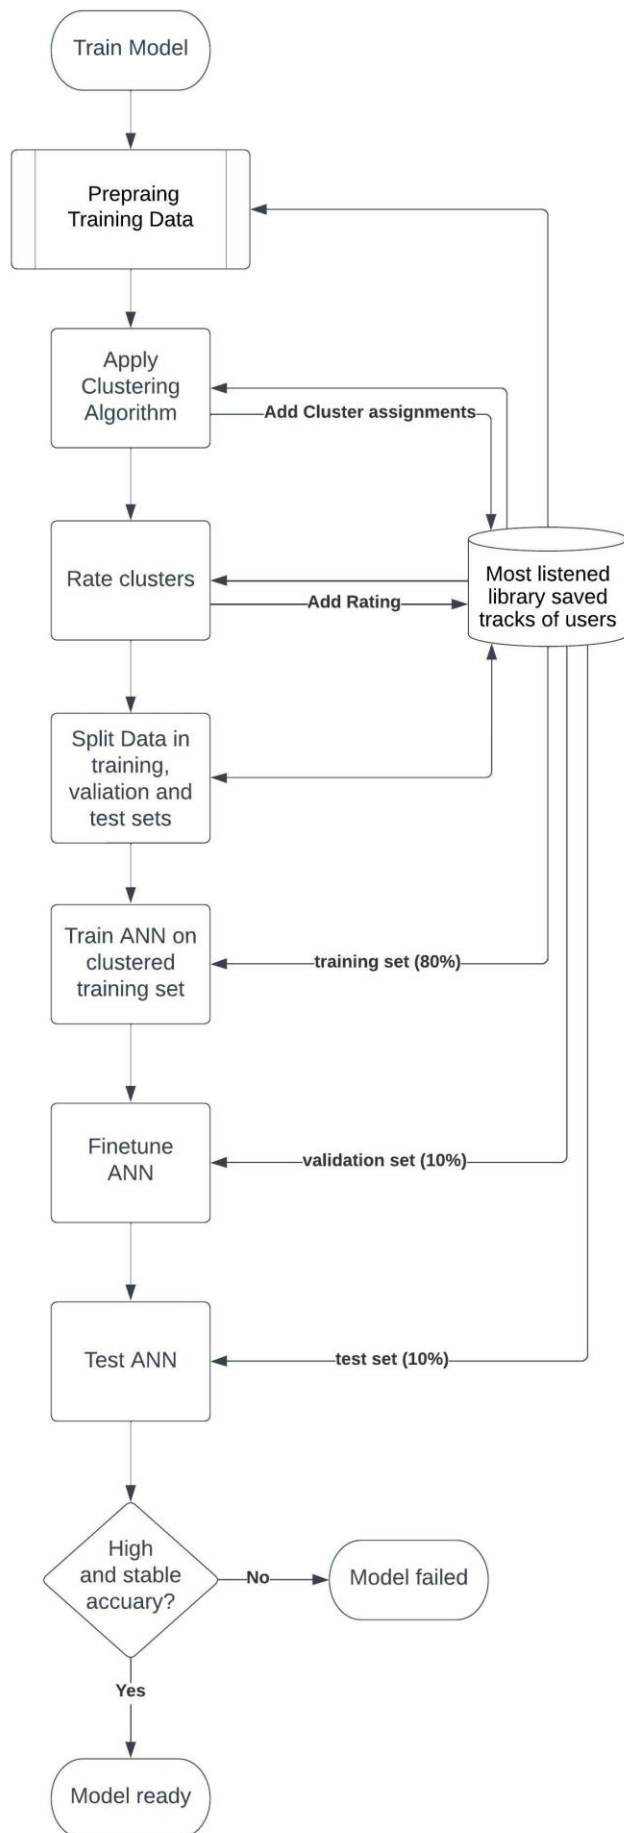 Train Model
Prepraing
Training Data
Apply
Clustering
Algorithm
Add Cluster assignments
Rate clusters
Add Rating
Most listened
library saved
tracks of users
Split Data in
training,
valiation and
test sets
Train ANN on
clustered
training set
training set (80%)
Finetune
ANN
validation set (10%)
Test ANN
test set (10%)
High
and stable
accuary?
No
Model failed
Yes
Model ready